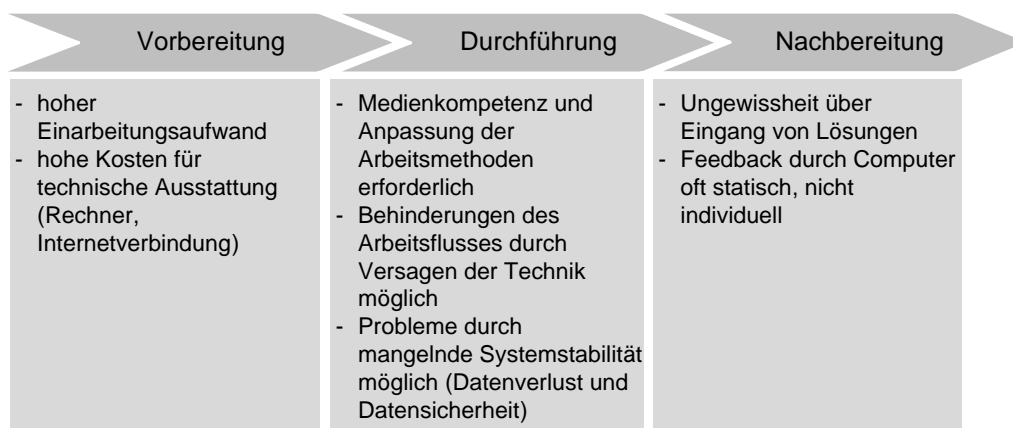 Vorbereitung
Durchführung
Nachbereitung
- hoher
Einarbeitungsaufwand
- hohe Kosten für
technische Ausstattung
(Rechner,
Internetverbindung)
- Medienkompetenz und
Anpassung der
Arbeitsmethoden
erforderlich
- Behinderungen des
Arbeitsflusses durch
Versagen der Technik
möglich
- Probleme durch
mangelnde Systemstabilität
möglich (Datenverlust und
Datensicherheit)
- Ungewissheit über
Eingang von Lösungen
- Feedback durch Computer
oft statisch, nicht
individuell